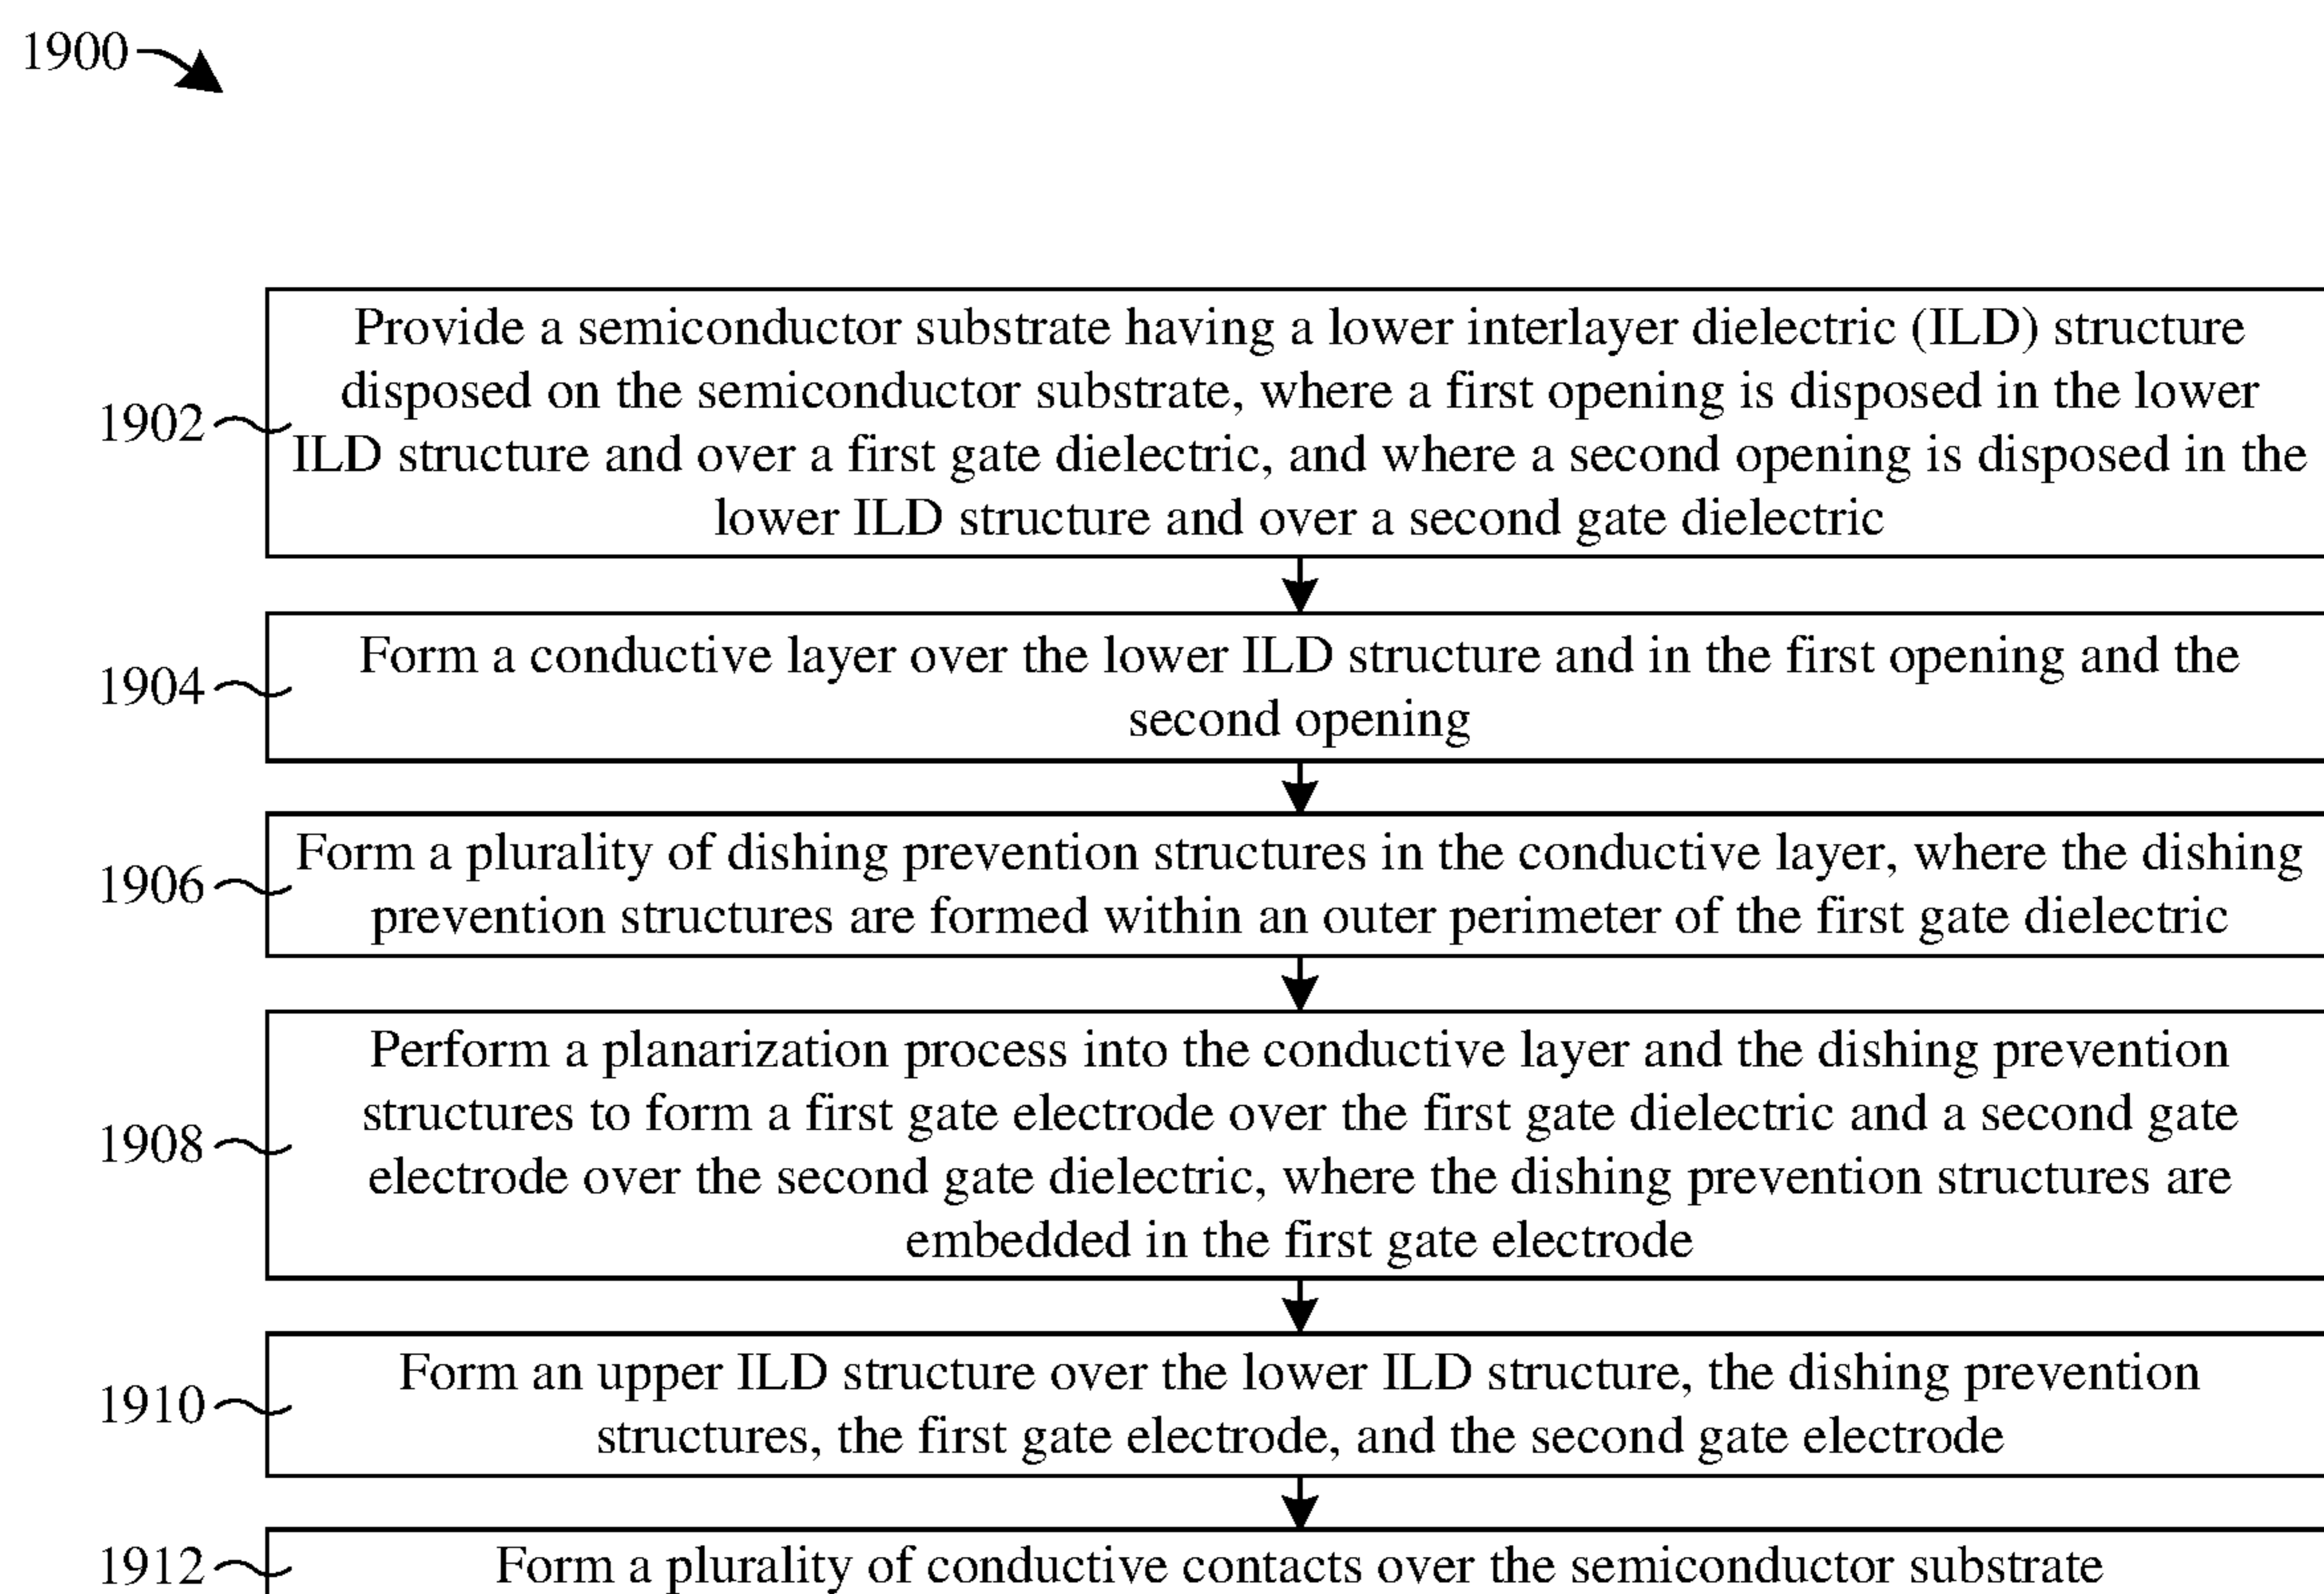 1900
Provide a semiconductor substrate having a lower interlayer dielectric (ILD) structure
disposed on the semiconductor substrate, where a first opening is disposed in the lower
1902
ILD structure and over a first gate dielectric, and where a second opening is disposed in the
lower ILD structure and over a second gate dielectric
Form a conductive layer over the lower ILD structure and in the first opening and the
1904
second opening
Form a plurality of dishing prevention structures in the conductive layer, where the dishing
1906
prevention structures are formed within an outer perimeter of the first gate dielectric
Perform a planarization process into the conductive layer and the dishing prevention
structures to form a first gate electrode over the first gate dielectric and a second gate
1908
electrode over the second gate dielectric, where the dishing prevention structures are
embedded in the first gate electrode
Form an upper ILD structure over the lower ILD structure, the dishing prevention
1910
structures, the first gate electrode, and the second gate electrode
1912
Form a plurality of conductive contacts over the semiconductor substrate